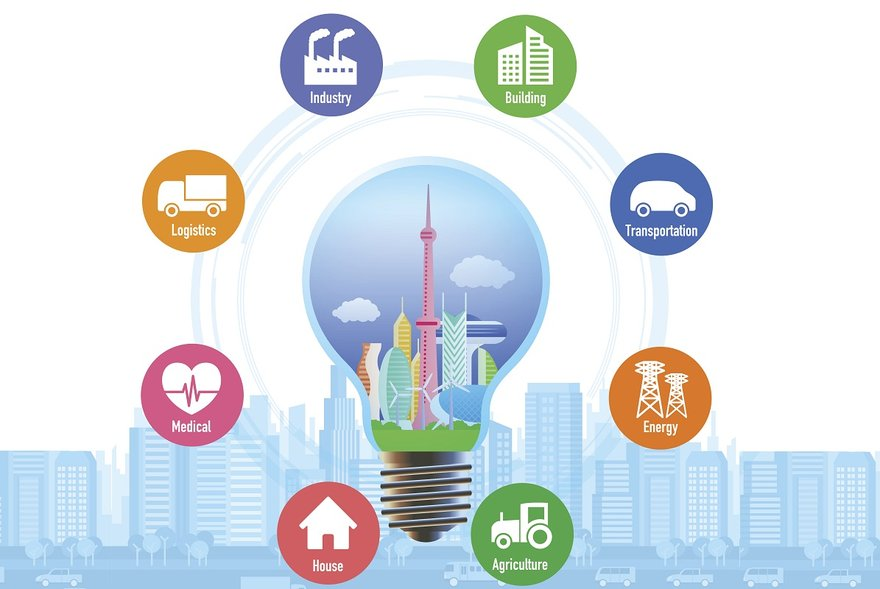 Industry
Building
Logistics
Transportation
Medical
Energy
House
Agriculture